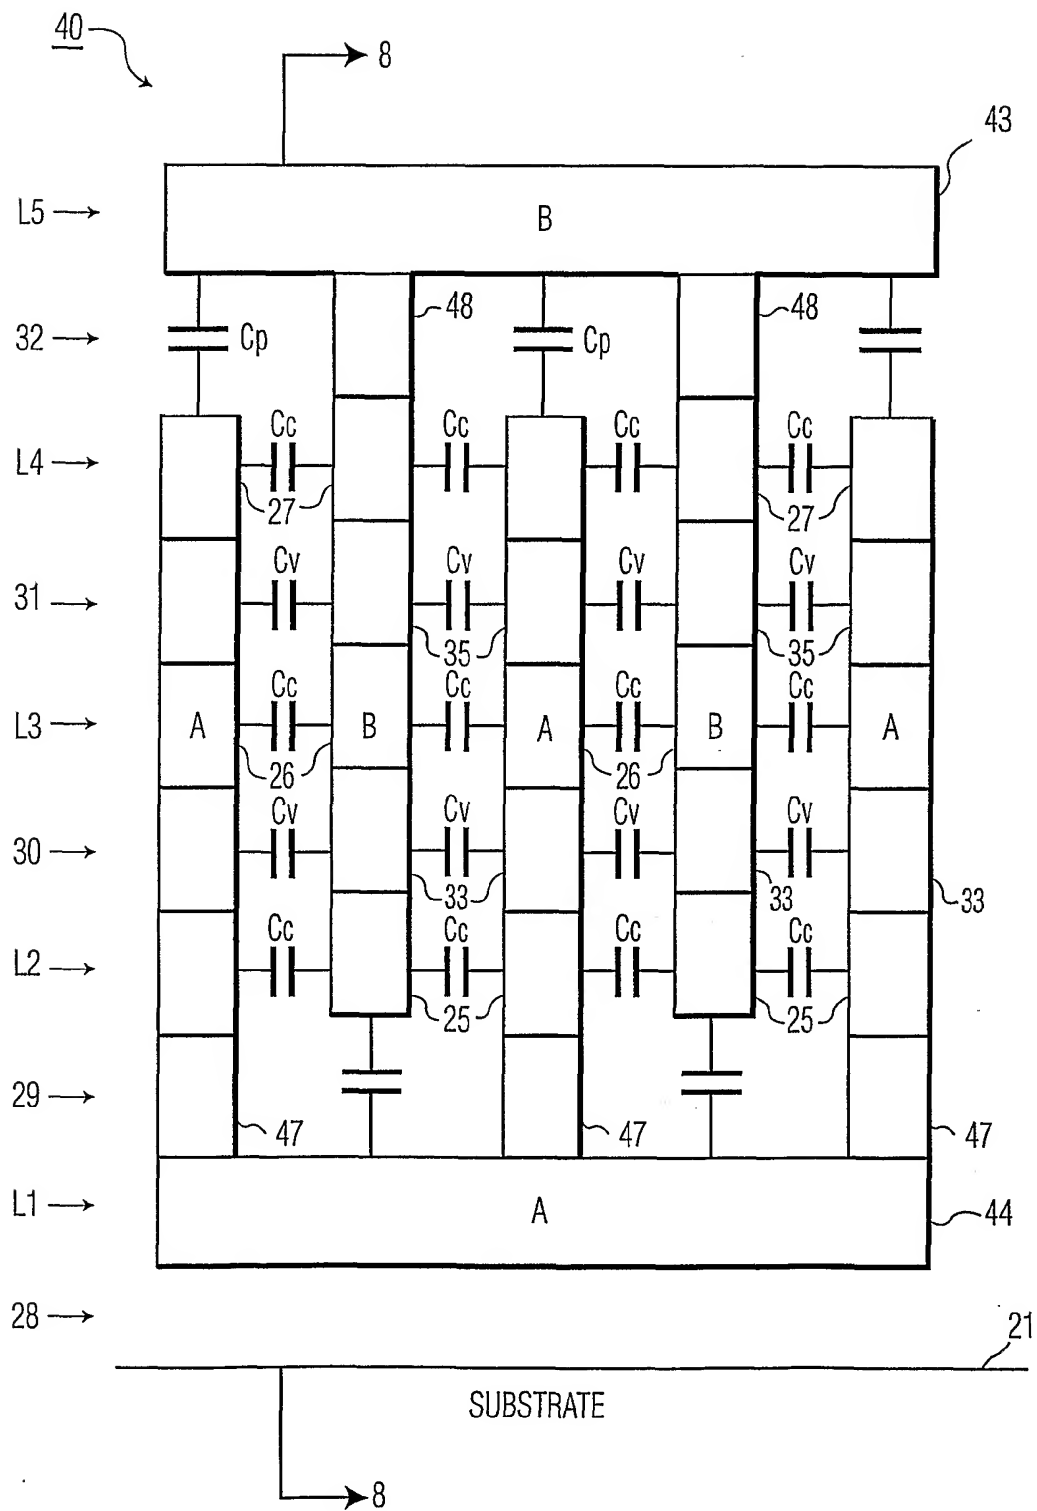 40
8
43
L5 B
48 48
32 Cp Cp
Cc Cc Cc Cc
L4
27 27
Cv Cv Cv Cv
31
35 35
Cc Cc Cc Cc
L3 A B A B A
26 26
Cv Cv Cv Cv
30
33 33 33
Cc Cc Cc Cc
L2
25 25
29
47 47 47
L1 A 44
28
21
SUBSTRATE
8